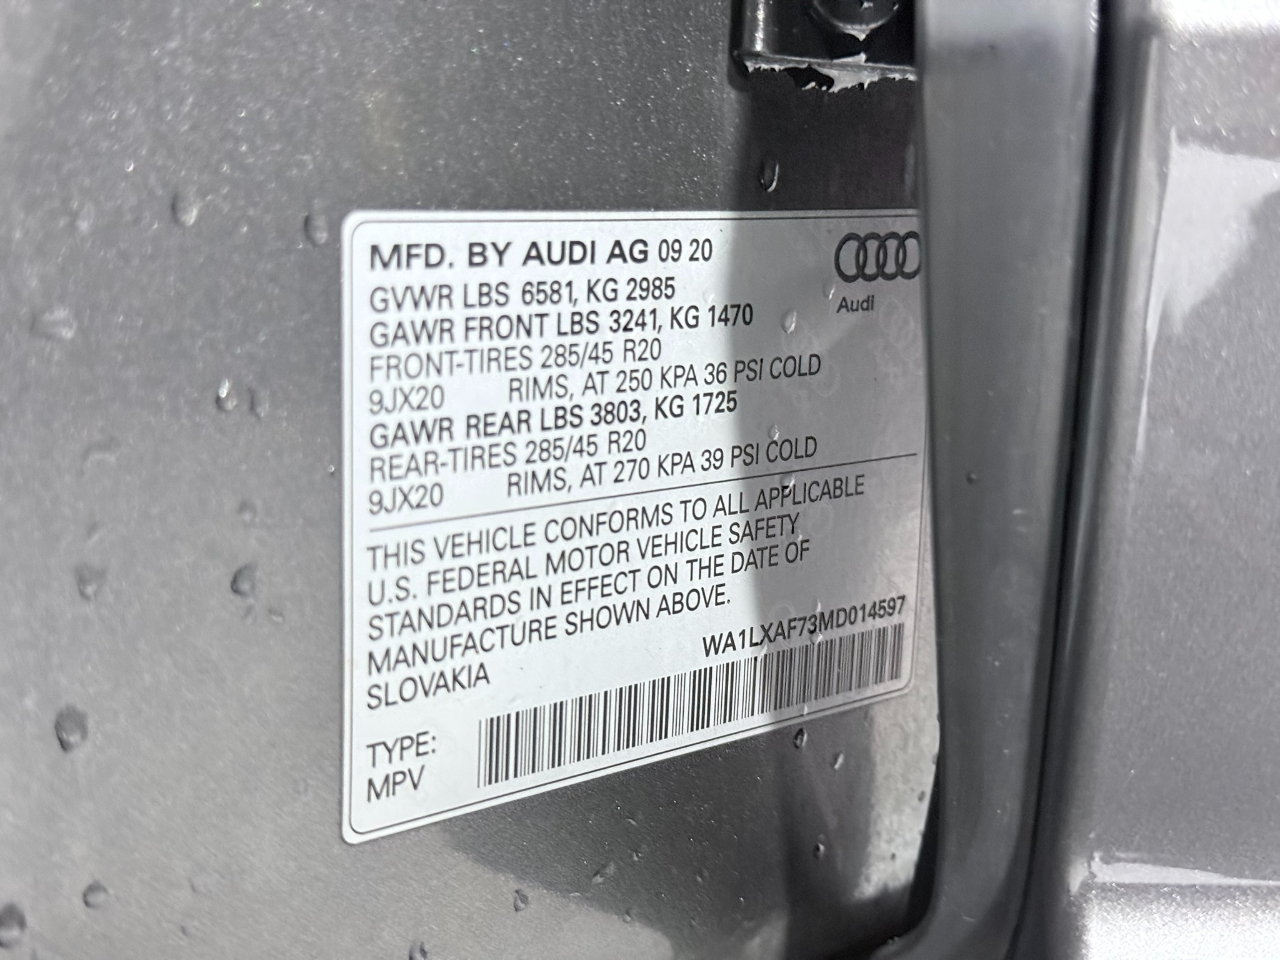 MFD. BY AUDI AG 09 20
Audi
GVWR LBS 6581, KG 2985
GAWR FRONT LBS 3241, KG 1470
FRONT-TIRES 285/45 R20
9JX20 RIMS, AT 250 KPA 36 PSI COLD
GAWR REAR LBS 3803, KG 1725
REAR-TIRES 285/45 R20
9JX20 RIMS, AT 270 KPA 39 PSI COLD
THIS VEHICLE CONFORMS TO ALL APPLICABLE
U.S. FEDERAL MOTOR VEHICLE SAFETY
STANDARDS IN EFFECT ON THE DATE OF
MANUFACTURE SHOWN ABOVE.
SLOVAKIA WA1LXAF73MD014597
TYPE:
MPV